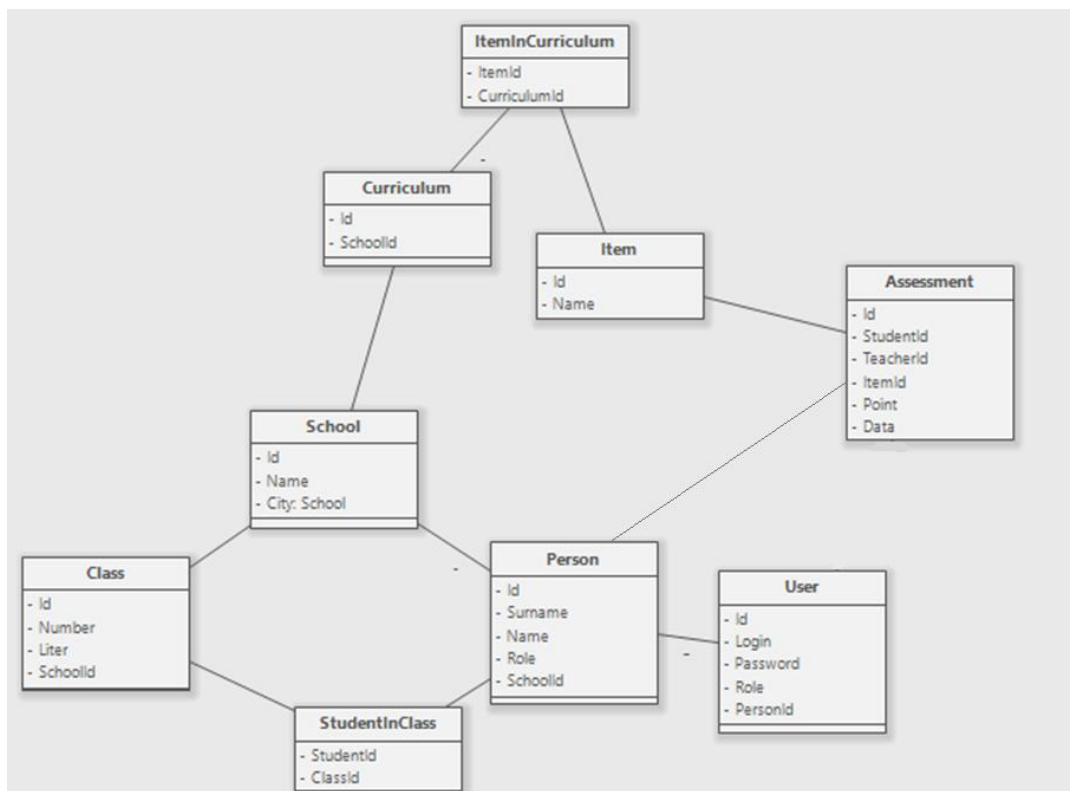 ItemInCurriculum
- ItemId
- CurriculumId
-
Curriculum
- Id
- SchoolId
Item
- Id
- Name
Assessment
- Id
- StudentId
- TeacherId
- ItemId
- Point
- Data
School
- Id
- Name
- City: School
-
Class
- Id
- Number
- Liter
- SchoolId
Person
- Id
- Surname
- Name
- Role
- SchoolId
-
User
- Id
- Login
- Password
- Role
- PersonId
StudentInClass
- StudentId
- ClassId